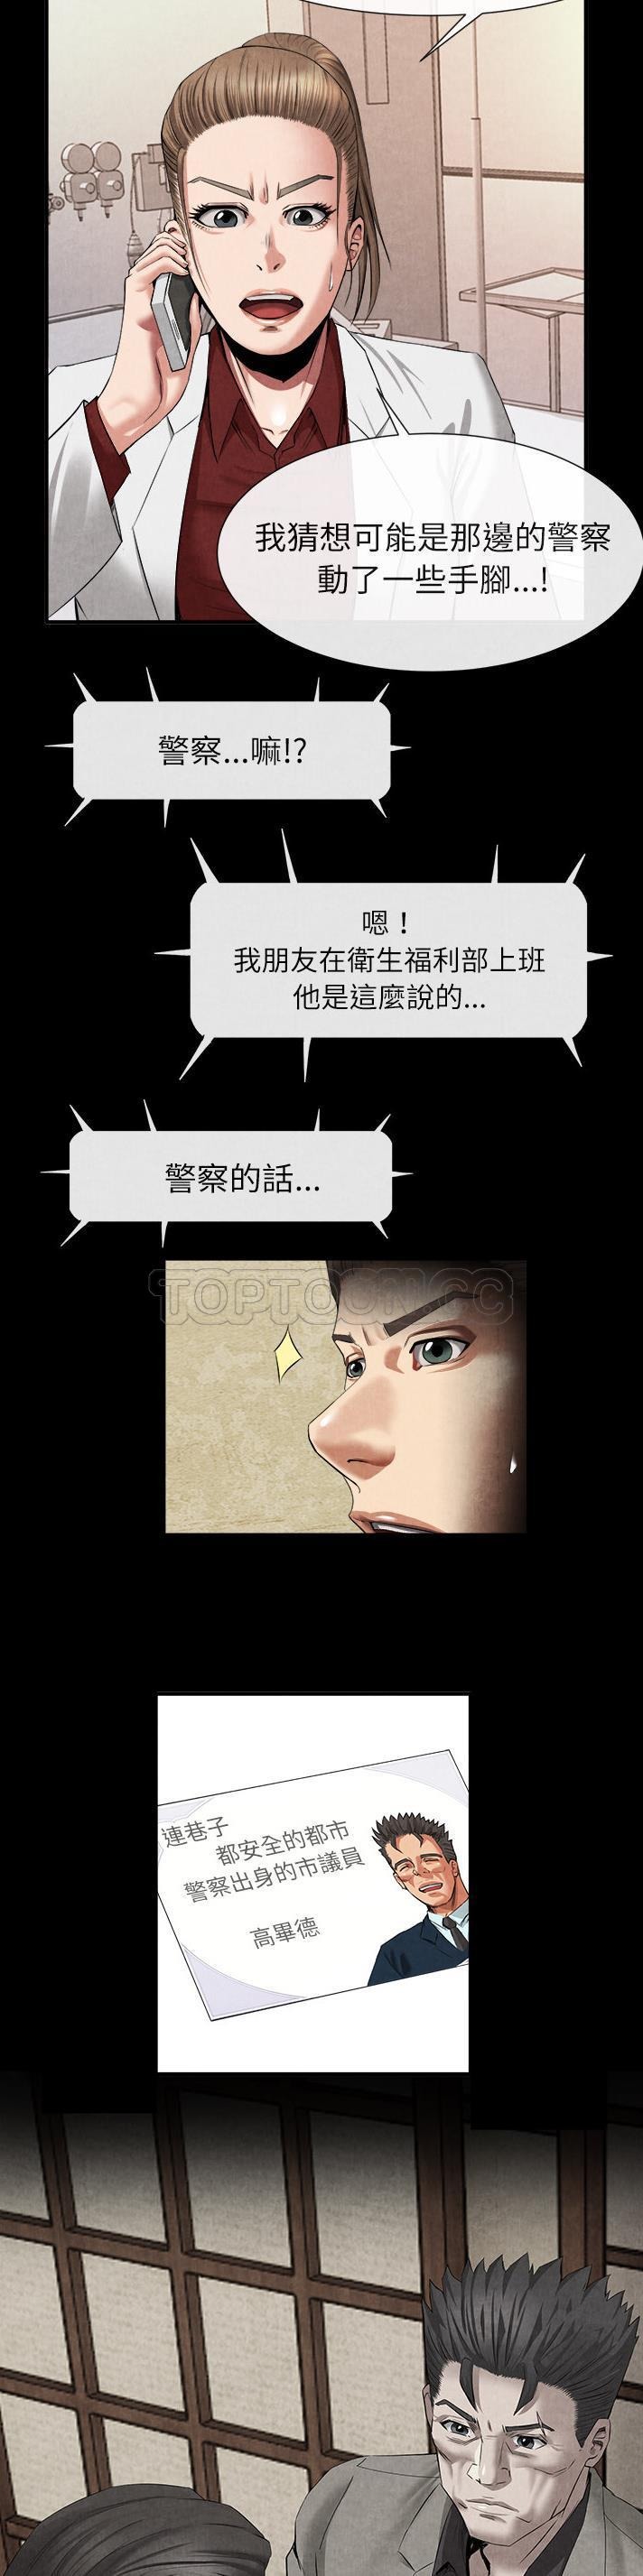 我猜想可能是那邊的警察
動了一些手腳...!
警察...嘛!?
嗯！
我朋友在衛生福利部上班
他是這麼說的...
警察的話...
TOPTOON.CC
連巷子
都安全的都市
警察出身的市議員
高畢德